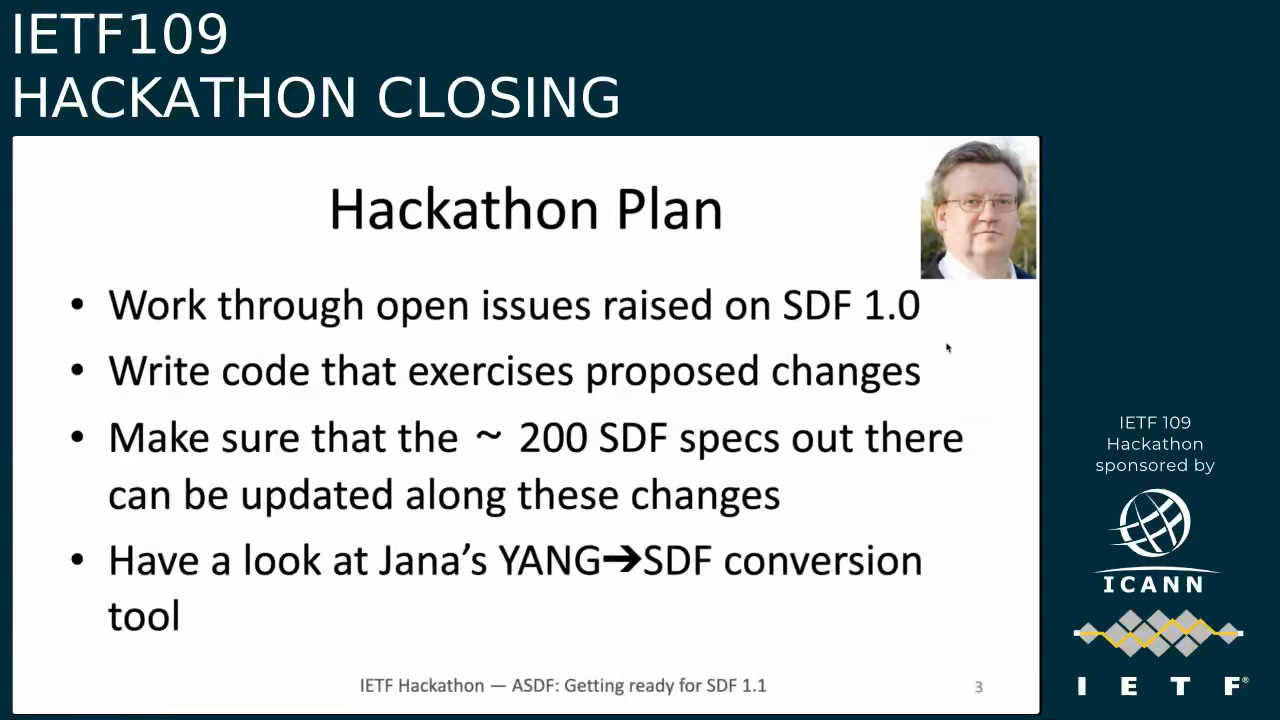 IETF109
HACKATHON CLOSING
Hackathon Plan
• Work through open issues raised on SDF 1.0
• Write code that exercises proposed changes
• Make sure that the ~ 200 SDF specs out there
can be updated along these changes
• Have a look at Jana’s YANG➔SDF conversion
tool
IETF Hackathon — ASDF: Getting ready for SDF 1.1
3
IETF 109
Hackathon
sponsored by
ICANN
I E T F®